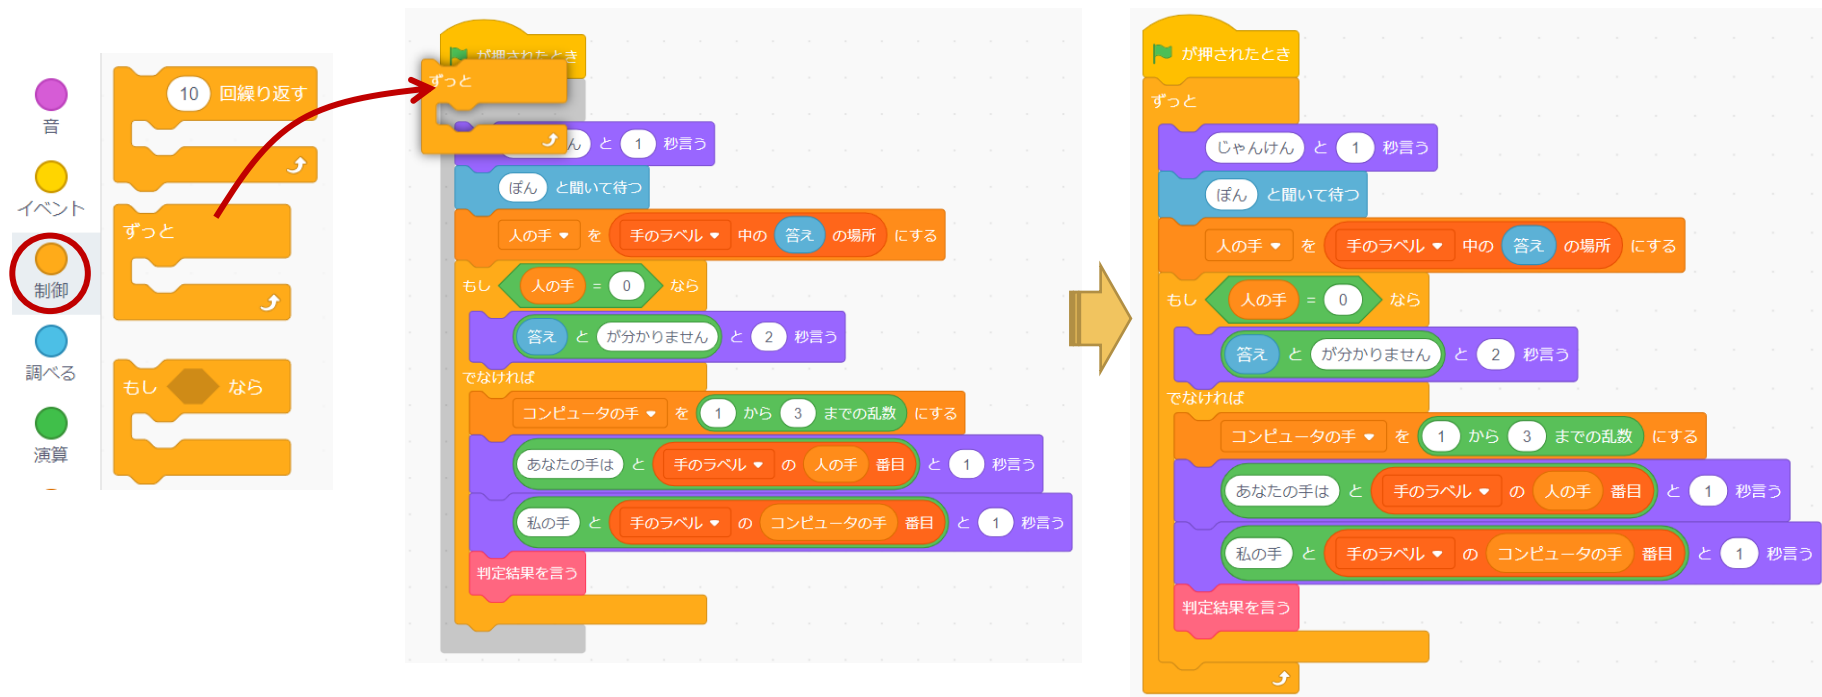 音
イベント
制御
調べる
演算
10 回繰り返す
ずっと
もし なら
が押されたとき
ずっと
ん と 1 秒言う
ぽん と聞いて待つ
人の手 を 手のラベル 中の 答え の場所 にする
もし 人の手 = 0 なら
答え と が分かりません と 2 秒言う
でなければ
コンピュータの手 を 1 から 3 までの乱数 にする
あなたの手は と 手のラベル の 人の手 番目 と 1 秒言う
私の手 と 手のラベル の コンピュータの手 番目 と 1 秒言う
判定結果を言う
が押されたとき
ずっと
じゃんけん と 1 秒言う
ぽん と聞いて待つ
人の手 を 手のラベル 中の 答え の場所 にする
もし 人の手 = 0 なら
答え と が分かりません と 2 秒言う
でなければ
コンピュータの手 を 1 から 3 までの乱数 にする
あなたの手は と 手のラベル の 人の手 番目 と 1 秒言う
私の手 と 手のラベル の コンピュータの手 番目 と 1 秒言う
判定結果を言う